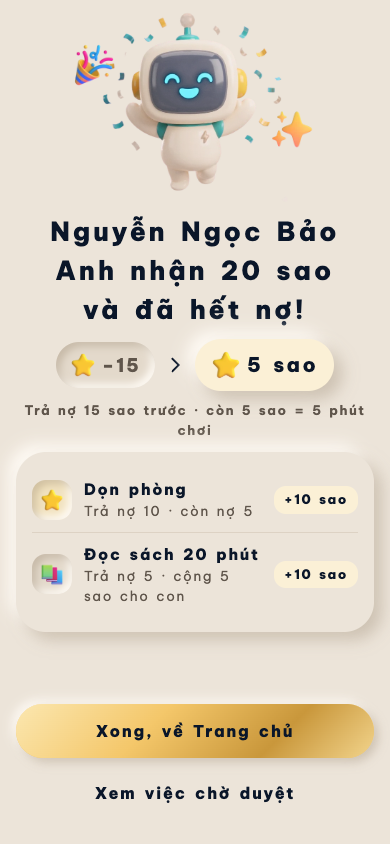 Nguyễn Ngọc Bảo
Anh nhận 20 sao
và đã hết nợ!
-15 > 5 sao
Trả nợ 15 sao trước · còn 5 sao = 5 phút
chơi
Dọn phòng
Trả nợ 10 · còn nợ 5
+10 sao
Đọc sách 20 phút
Trả nợ 5 · cộng 5
sao cho con
+10 sao
Xong, về Trang chủ
Xem việc chờ duyệt